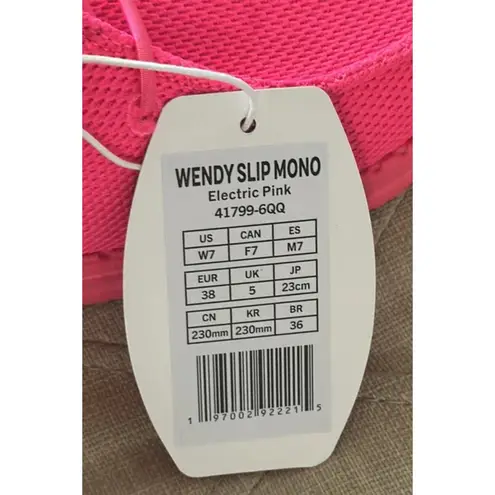 WENDY SLIP MONO
Electric Pink
41799-6QQ
US CAN ES
W7 F7 M7
EUR UK JP
38 5 23cm
CN KR BR
230mm 230mm 36
1 97002 92221 5